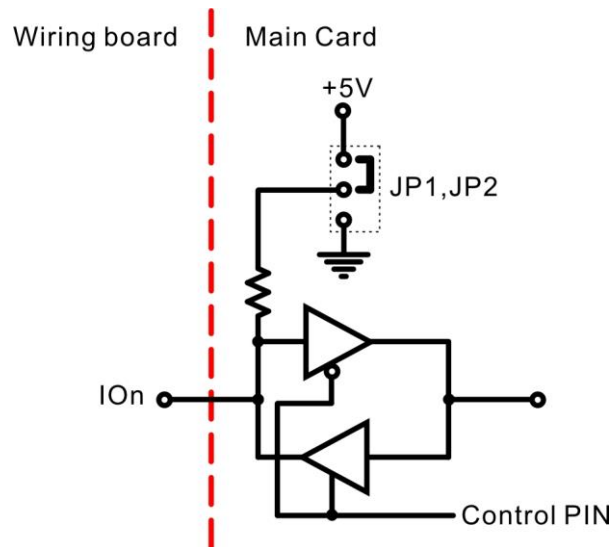 Wiring board
Main Card
+5V
JP1,JP2
IOn
Control PIN